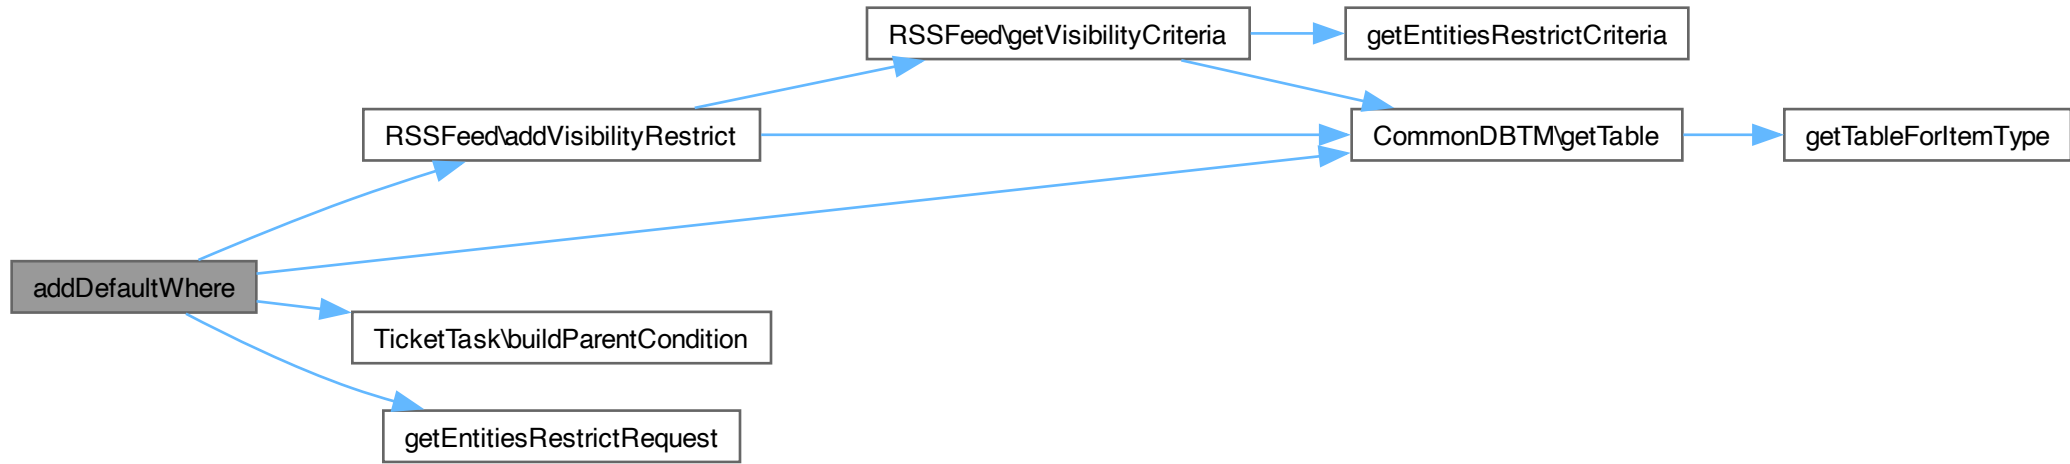 RSSFeed\getVisibilityCriteria
getEntitiesRestrictCriteria
RSSFeed\addVisibilityRestrict
CommonDBTM\getTable
getTableForItemType
addDefaultWhere
TicketTask\buildParentCondition
getEntitiesRestrictRequest